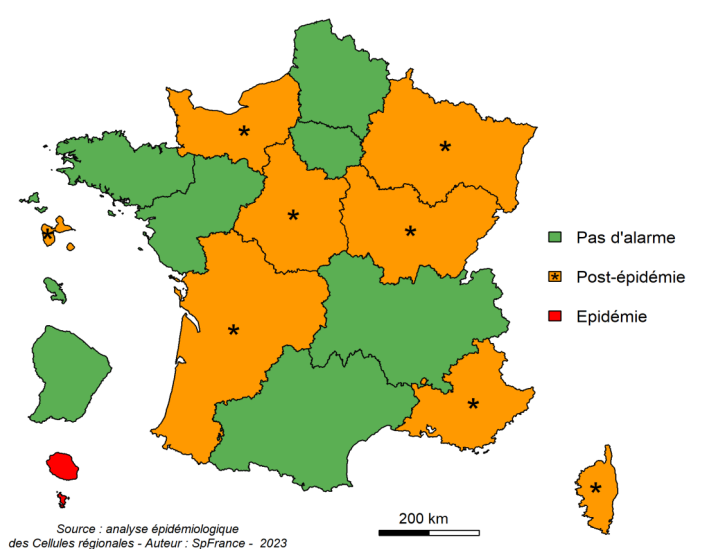 Pas d'alarme
* Post-épidémie
Epidémie
200 km
Source : analyse épidémiologique
des Cellules régionales - Auteur : SpFrance - 2023